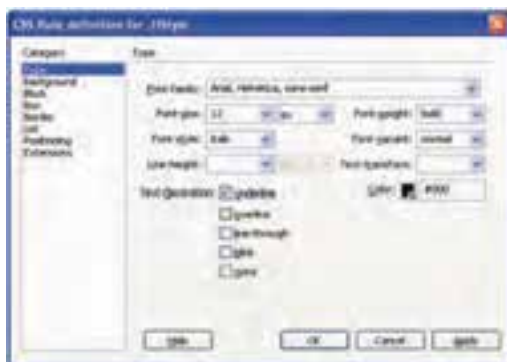 CSS Rule definition for
Category
Type
Type
Background
Block
Box
Border
List
Positioning
Extensions
Font-family: Arial, Helvetica, sans-serif
Font-size: 12 px Font-weight: bold
Font-style: italic Font-variant: normal
Line-height: Text-transform:
Text-decoration: underline Color: #000
overline
line-through
blink
none
Help OK Cancel Apply